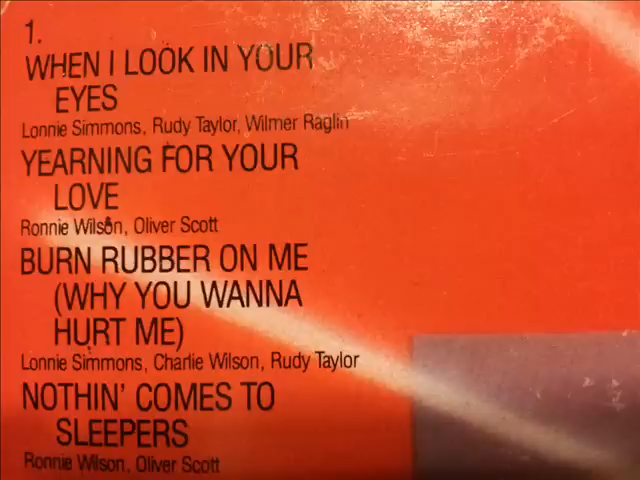 1.
WHEN I LOOK IN YOUR
EYES
Lonnie Simmons, Rudy Taylor, Wilmer Raglin
YEARNING FOR YOUR
LOVE
Ronnie Wilson, Oliver Scott
BURN RUBBER ON ME
(WHY YOU WANNA
HURT ME)
Lonnie Simmons, Charlie Wilson, Rudy Taylor
NOTHIN' COMES TO
SLEEPERS
Ronnie Wilson, Oliver Scott